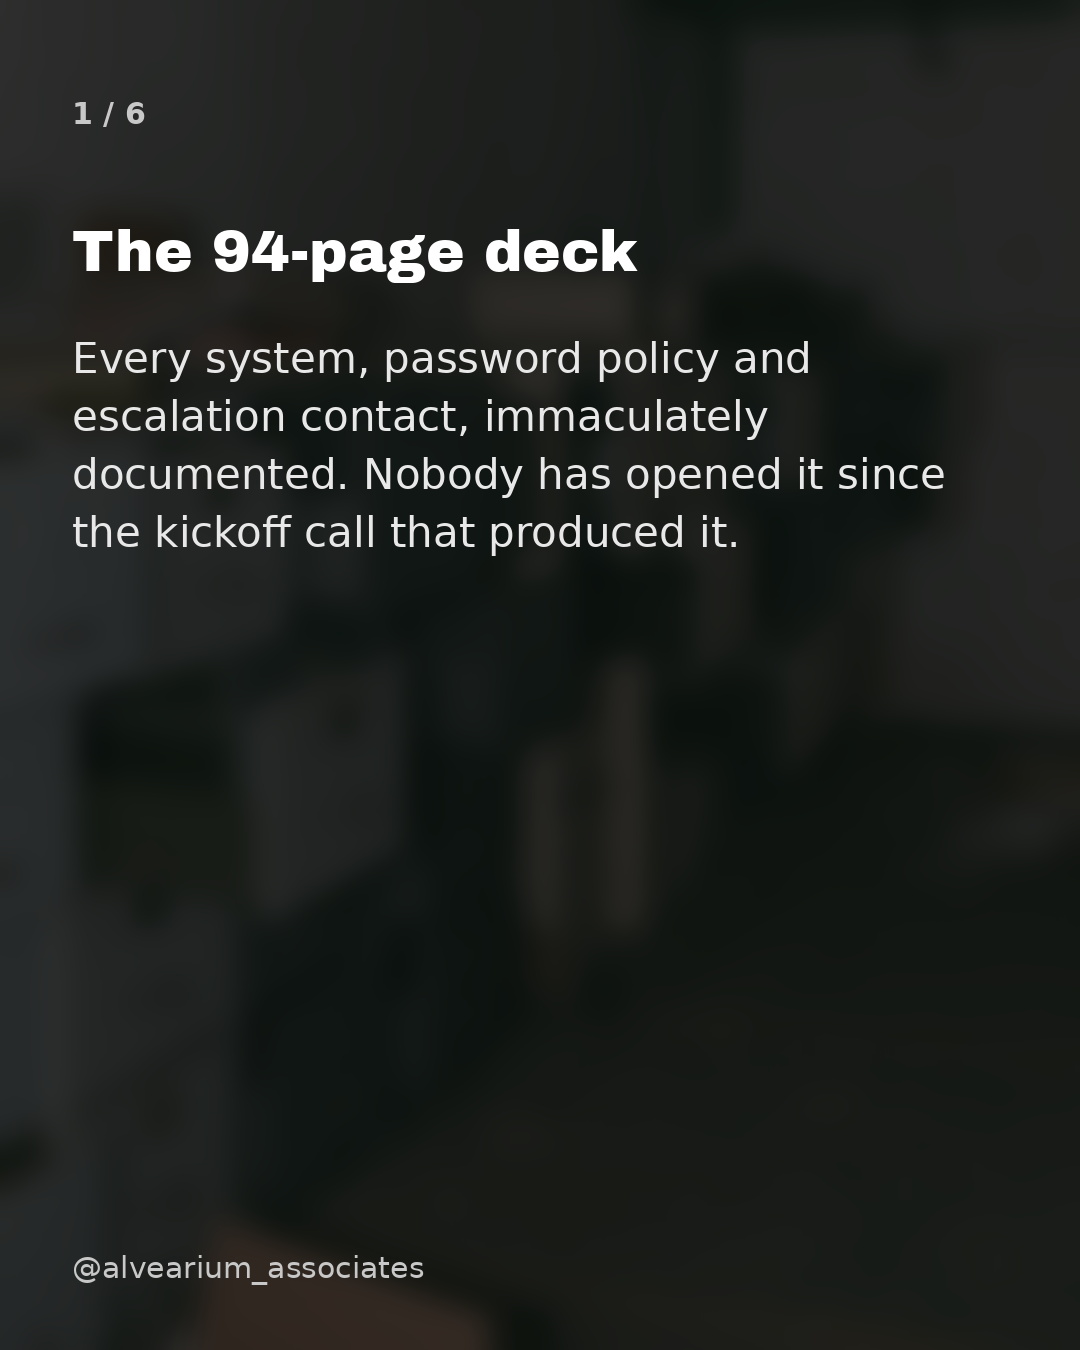 1 / 6
The 94-page deck
Every system, password policy and
escalation contact, immaculately
documented. Nobody has opened it since
the kickoff call that produced it.
@alvearium_associates